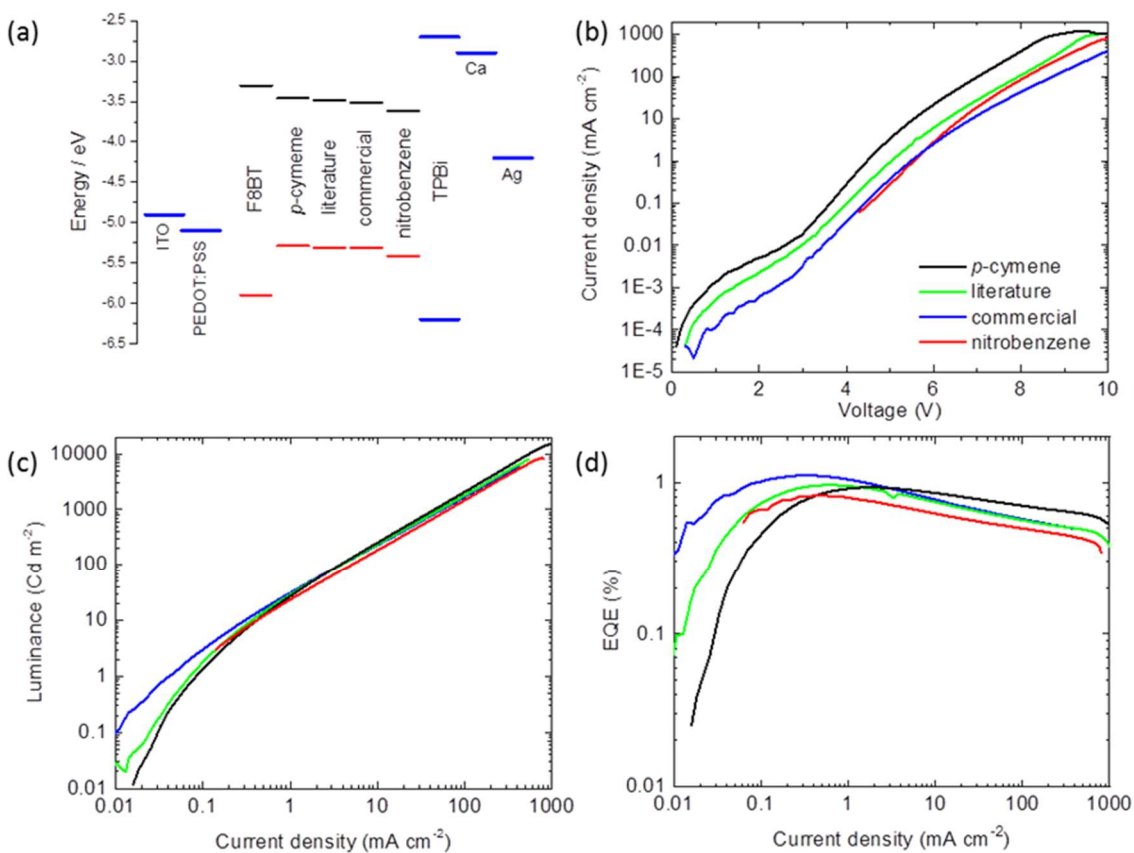 (a)
Energy / eV
-2.5
-3.0
-3.5
-4.0
-4.5
-5.0
-5.5
-6.0
-6.5
ITO
PEDOT:PSS
F8BT
p-cymeme
literature
commercial
nitrobenzene
TPBi
Ca
Ag
(b)
Current density (mA cm-2)
1000
100
10
1
0.1
0.01
1E-3
1E-4
1E-5
0 2 4 6 8 10
Voltage (V)
p-cymene
literature
commercial
nitrobenzene
(c)
Luminance (Cd m-2)
10000
1000
100
10
1
0.1
0.01
0.01 0.1 1 10 100 1000
Current density (mA cm-2)
(d)
EQE (%)
1
0.1
0.01
0.01 0.1 1 10 100 1000
Current density (mA cm-2)